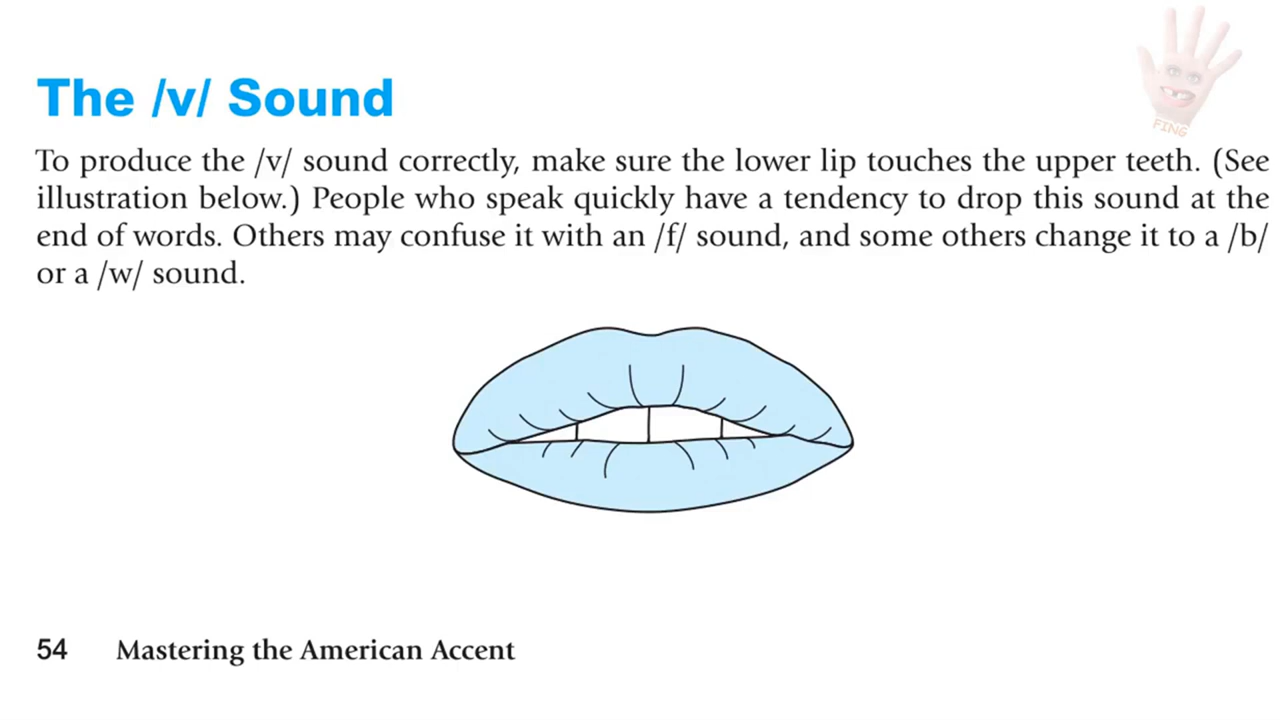 FING
The /v/ Sound
To produce the /v/ sound correctly, make sure the lower lip touches the upper teeth. (See
illustration below.) People who speak quickly have a tendency to drop this sound at the
end of words. Others may confuse it with an /f/ sound, and some others change it to a /b/
or a /w/ sound.
54 Mastering the American Accent